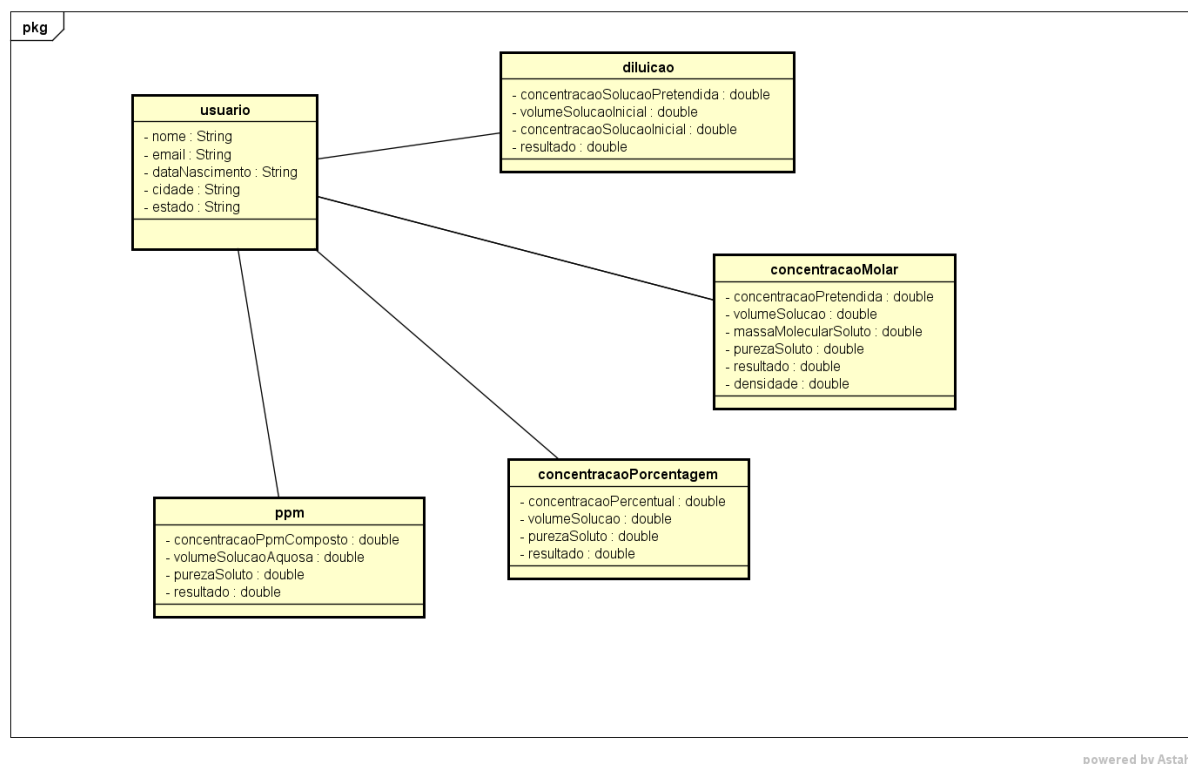 pkg
diluicao
- concentracaoSolucaoPretendida : double
- volumeSolucaoInicial : double
- concentracaoSolucaoInicial : double
- resultado : double
usuario
- nome : String
- email : String
- dataNascimento : String
- cidade : String
- estado : String
concentracaoMolar
- concentracaoPretendida : double
- volumeSolucao : double
- massaMolecularSoluto : double
- purezaSoluto : double
- resultado : double
- densidade : double
concentracaoPorcentagem
- concentracaoPercentual : double
- volumeSolucao : double
- purezaSoluto : double
- resultado : double
ppm
- concentracaoPpmComposto : double
- volumeSolucaoAquosa : double
- purezaSoluto : double
- resultado : double
powered by Astah